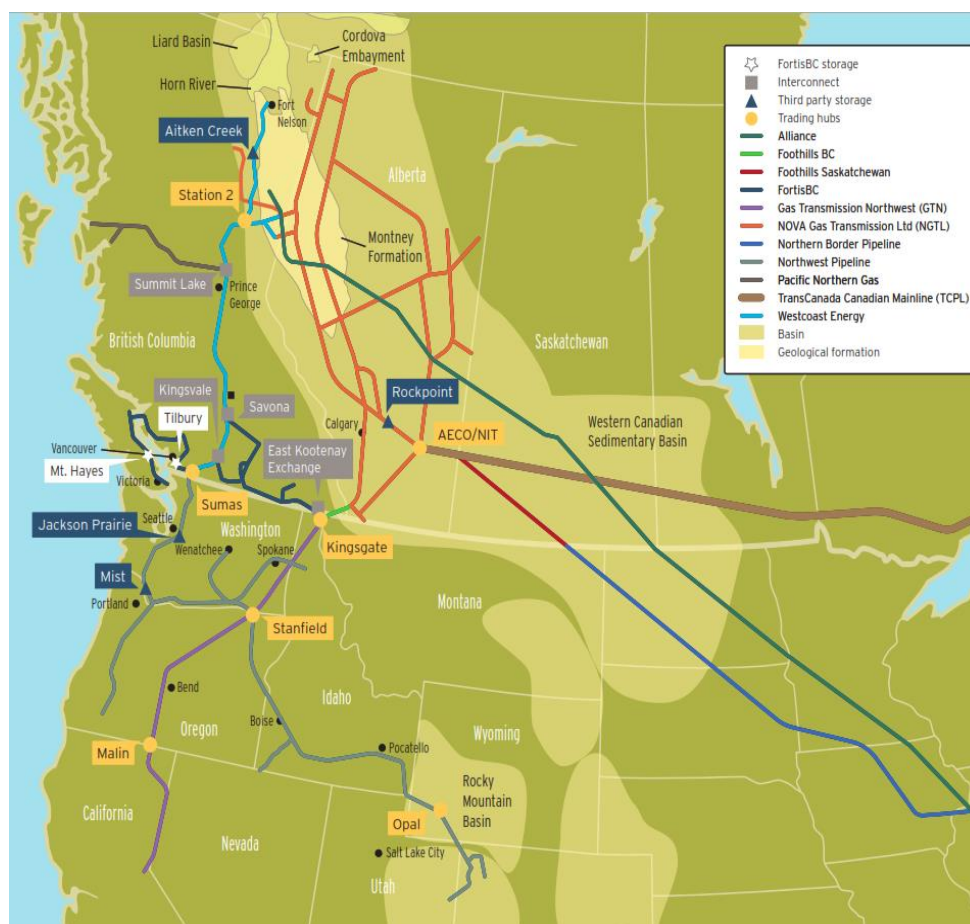 Liard Basin
Cordova
Embayment
Horn River
Fort
Nelson
Aitken Creek
Alberta
Station 2
Montney
Formation
Summit Lake
Prince
George
British Columbia
Saskatchewan
Kingsvale
Savona
Rockpoint
Tilbury
Calgary
AECO/NIT
Western Canadian
Sedimentary Basin
Vancouver
Mt. Hayes
East Kootenay
Exchange
Victoria
Sumas
Seattle
Jackson Prairie
Washington
Wenatchee
Spokane
Kingsgate
Mist
Portland
Stanfield
Montana
Bend
Idaho
Oregon
Boise
Malin
Pocatello
Wyoming
Rocky
Mountain
Basin
California
Opal
Nevada
Salt Lake City
Utah
FortisBC storage
Interconnect
Third party storage
Trading hubs
Alliance
Foothills BC
Foothills Saskatchewan
FortisBC
Gas Transmission Northwest (GTN)
NOVA Gas Transmission Ltd (NGTL)
Northern Border Pipeline
Northwest Pipeline
Pacific Northern Gas
TransCanada Canadian Mainline (TCPL)
Westcoast Energy
Basin
Geological formation